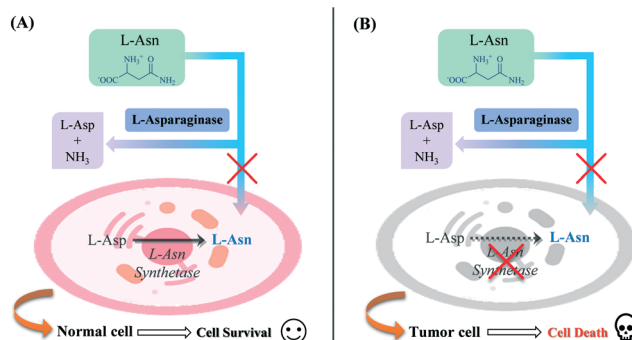 (A)
L-Asn
NH₃⁺ O
⁻OOC NH₂
L-Asparaginase
L-Asp
+
NH₃
L-Asp L-Asn
L-Asn
Synthetase
Normal cell Cell Survival
(B)
L-Asn
NH₃⁺ O
⁻OOC NH₂
L-Asparaginase
L-Asp
+
NH₃
L-Asp L-Asn
L-Asn
Synthetase
Tumor cell Cell Death